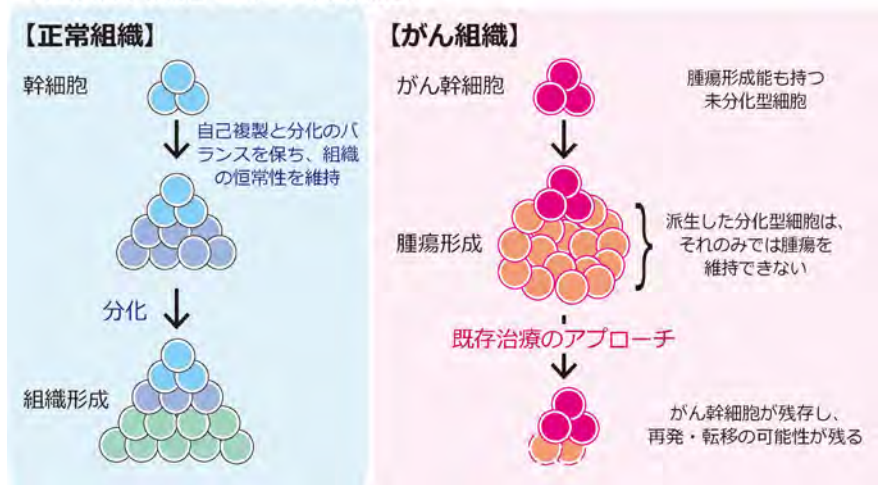 【正常組織】
幹細胞
自己複製と分化のバ
ランスを保ち、組織
の恒常性を維持
分化
組織形成
【がん組織】
がん幹細胞
腫瘍形成能も持つ
未分化型細胞
腫瘍形成
派生した分化型細胞は、
それのみでは腫瘍を
維持できない
既存治療のアプローチ
がん幹細胞が残存し、
再発・転移の可能性が残る